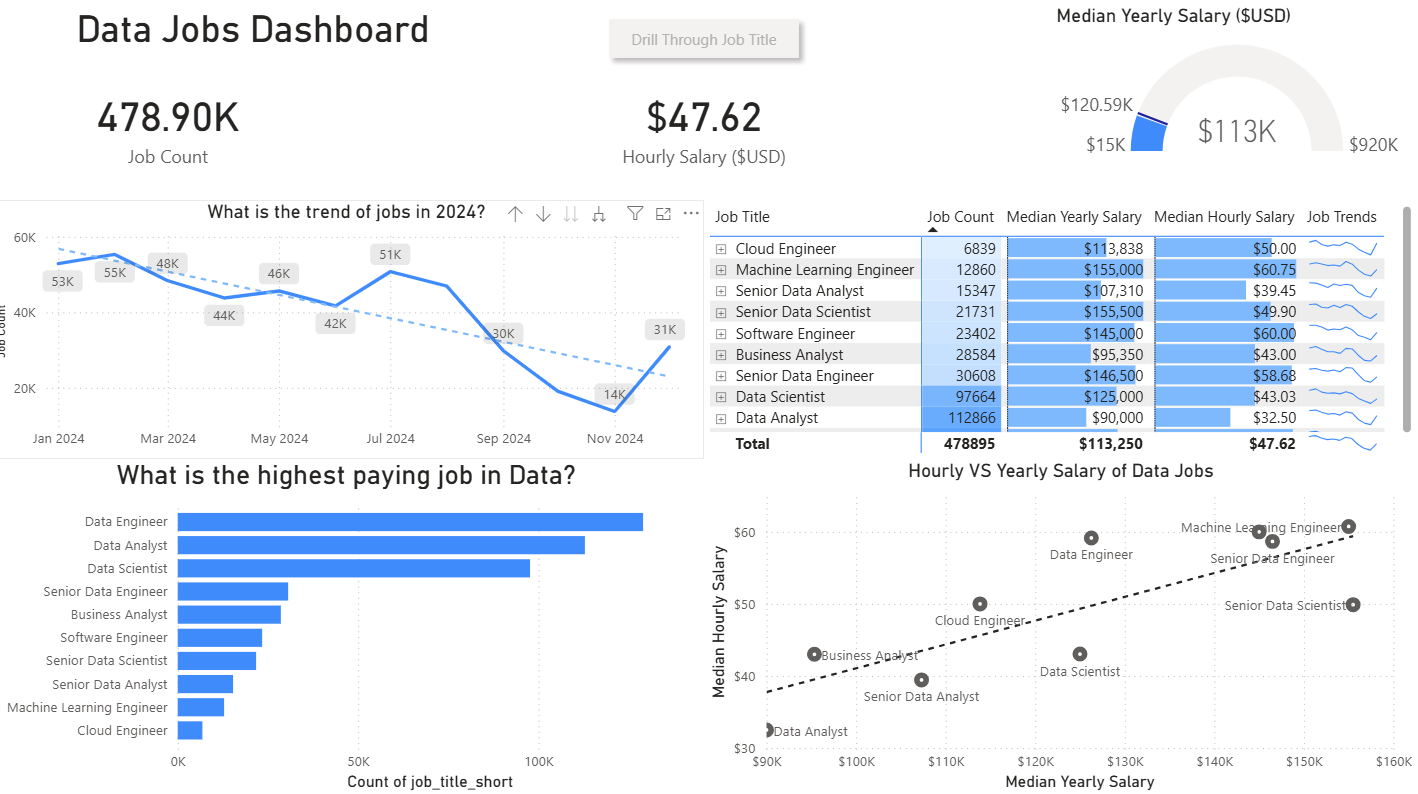 Data Jobs Dashboard
Drill Through Job Title
Median Yearly Salary ($USD)
478.90K
Job Count
$47.62
Hourly Salary ($USD)
$120.59K
$15K
$113K
$920K
What is the trend of jobs in 2024?
Job Count
60K
40K
20K
53K
55K
48K
44K
46K
42K
51K
30K
14K
31K
Jan 2024
Mar 2024
May 2024
Jul 2024
Sep 2024
Nov 2024
Job Title Job Count Median Yearly Salary Median Hourly Salary Job Trends
Cloud Engineer 6839 $113,838 $50.00
Machine Learning Engineer 12860 $155,000 $60.75
Senior Data Analyst 15347 $107,310 $39.45
Senior Data Scientist 21731 $155,500 $49.90
Software Engineer 23402 $145,000 $60.00
Business Analyst 28584 $95,350 $43.00
Senior Data Engineer 30608 $146,500 $58.68
Data Scientist 97664 $125,000 $43.03
Data Analyst 112866 $90,000 $32.50
Total 478895 $113,250 $47.62
What is the highest paying job in Data?
Data Engineer
Data Analyst
Data Scientist
Senior Data Engineer
Business Analyst
Software Engineer
Senior Data Scientist
Senior Data Analyst
Machine Learning Engineer
Cloud Engineer
0K
50K
100K
Count of job_title_short
Hourly VS Yearly Salary of Data Jobs
Median Hourly Salary
$60
$50
$40
$30
Machine Learning Engineer
Data Engineer
Senior Data Engineer
Senior Data Scientist
Cloud Engineer
Business Analyst
Data Scientist
Senior Data Analyst
Data Analyst
$90K
$100K
$110K
$120K
$130K
$140K
$150K
$160K
Median Yearly Salary